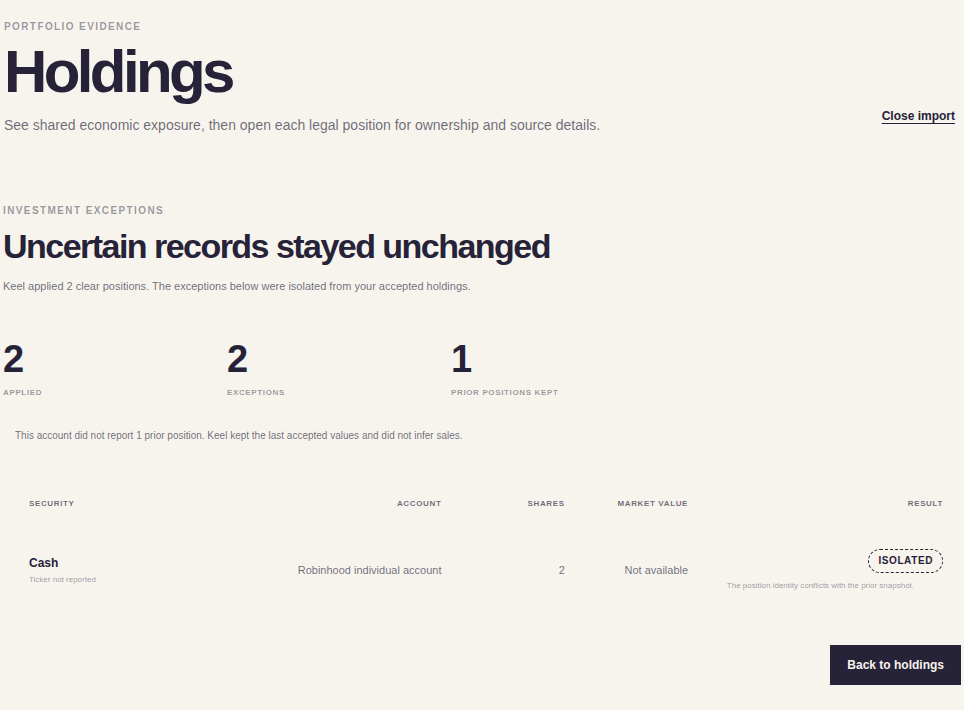 PORTFOLIO EVIDENCE
Holdings
See shared economic exposure, then open each legal position for ownership and source details.
Close import
INVESTMENT EXCEPTIONS
Uncertain records stayed unchanged
Keel applied 2 clear positions. The exceptions below were isolated from your accepted holdings.
2 2 1
APPLIED EXCEPTIONS PRIOR POSITIONS KEPT
This account did not report 1 prior position. Keel kept the last accepted values and did not infer sales.
SECURITY ACCOUNT SHARES MARKET VALUE RESULT
Cash Robinhood individual account 2 Not available ISOLATED
Ticker not reported The position identity conflicts with the prior snapshot.
Back to holdings